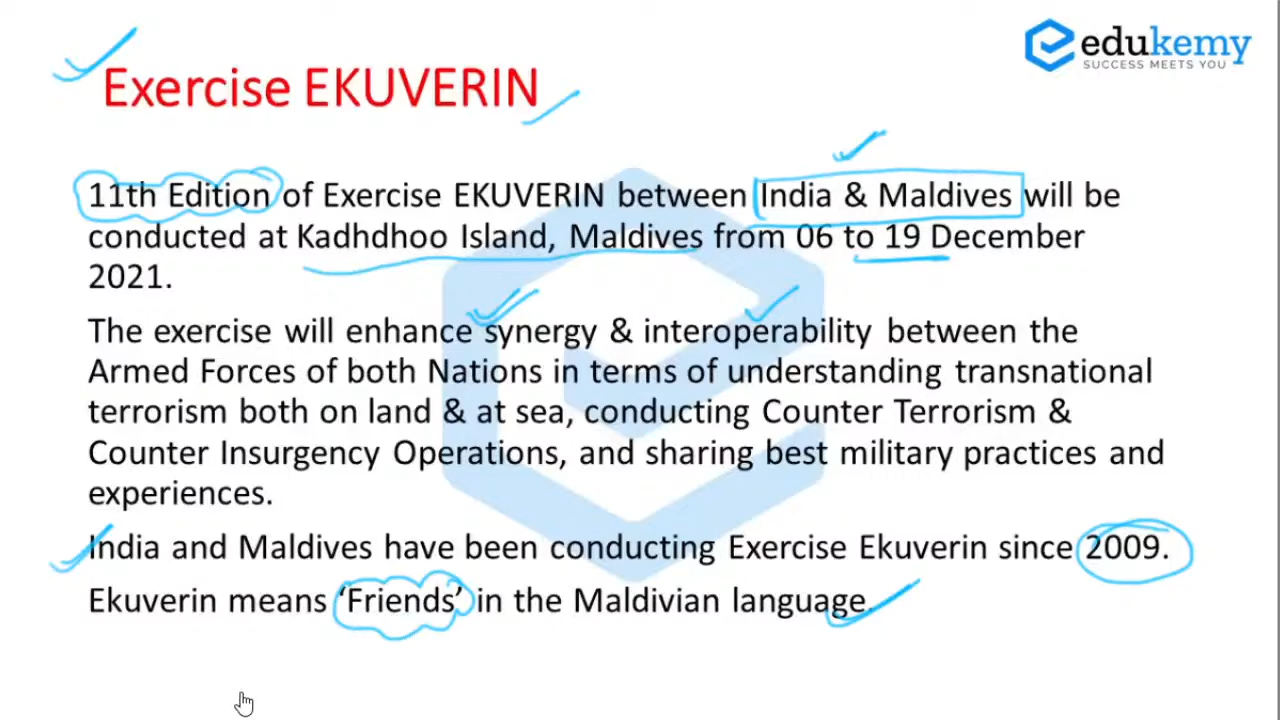 edukemy
SUCCESS MEETS YOU
Exercise EKUVERIN
11th Edition of Exercise EKUVERIN between India & Maldives will be
conducted at Kadhdhoo Island, Maldives from 06 to 19 December
2021.
The exercise will enhance synergy & interoperability between the
Armed Forces of both Nations in terms of understanding transnational
terrorism both on land & at sea, conducting Counter Terrorism &
Counter Insurgency Operations, and sharing best military practices and
experiences.
India and Maldives have been conducting Exercise Ekuverin since 2009.
Ekuverin means ‘Friends’ in the Maldivian language.